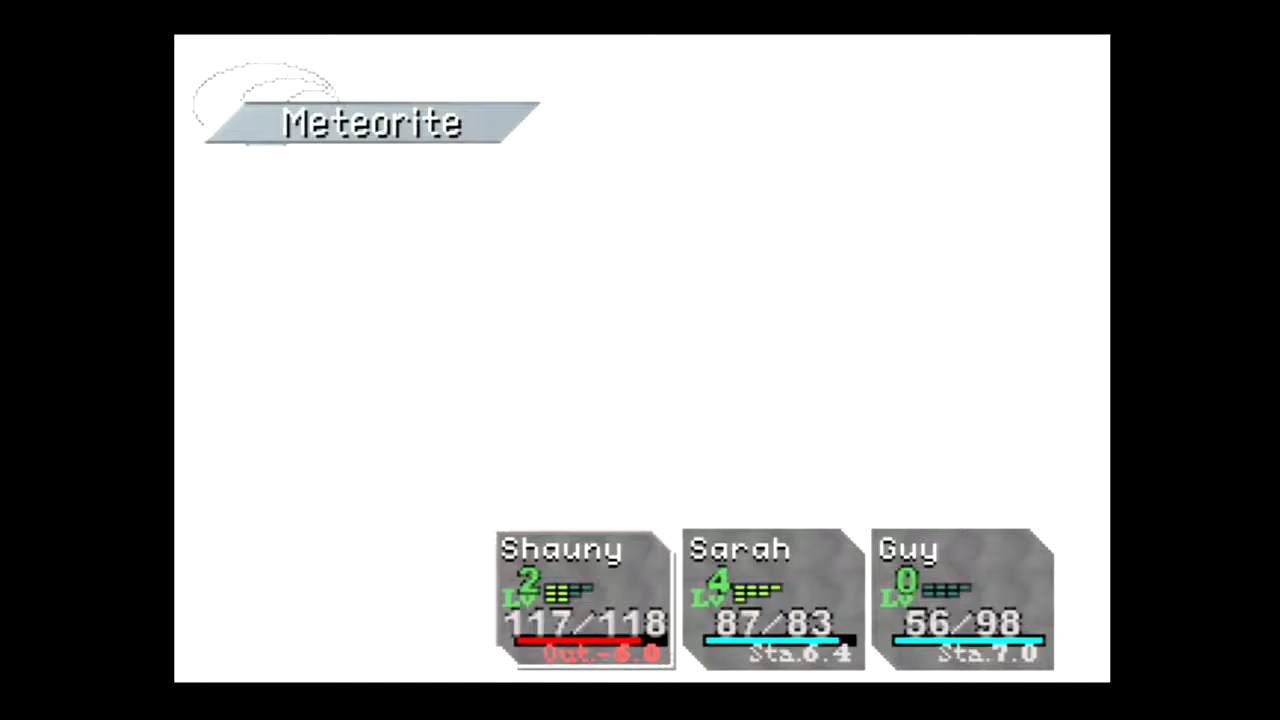 Meteorite
Shauny
2
Lv
117/118
Out.-6.0
Sarah
4
Lv
87/83
Sta.6.4
Guy
0
Lv
56/98
Sta.7.0